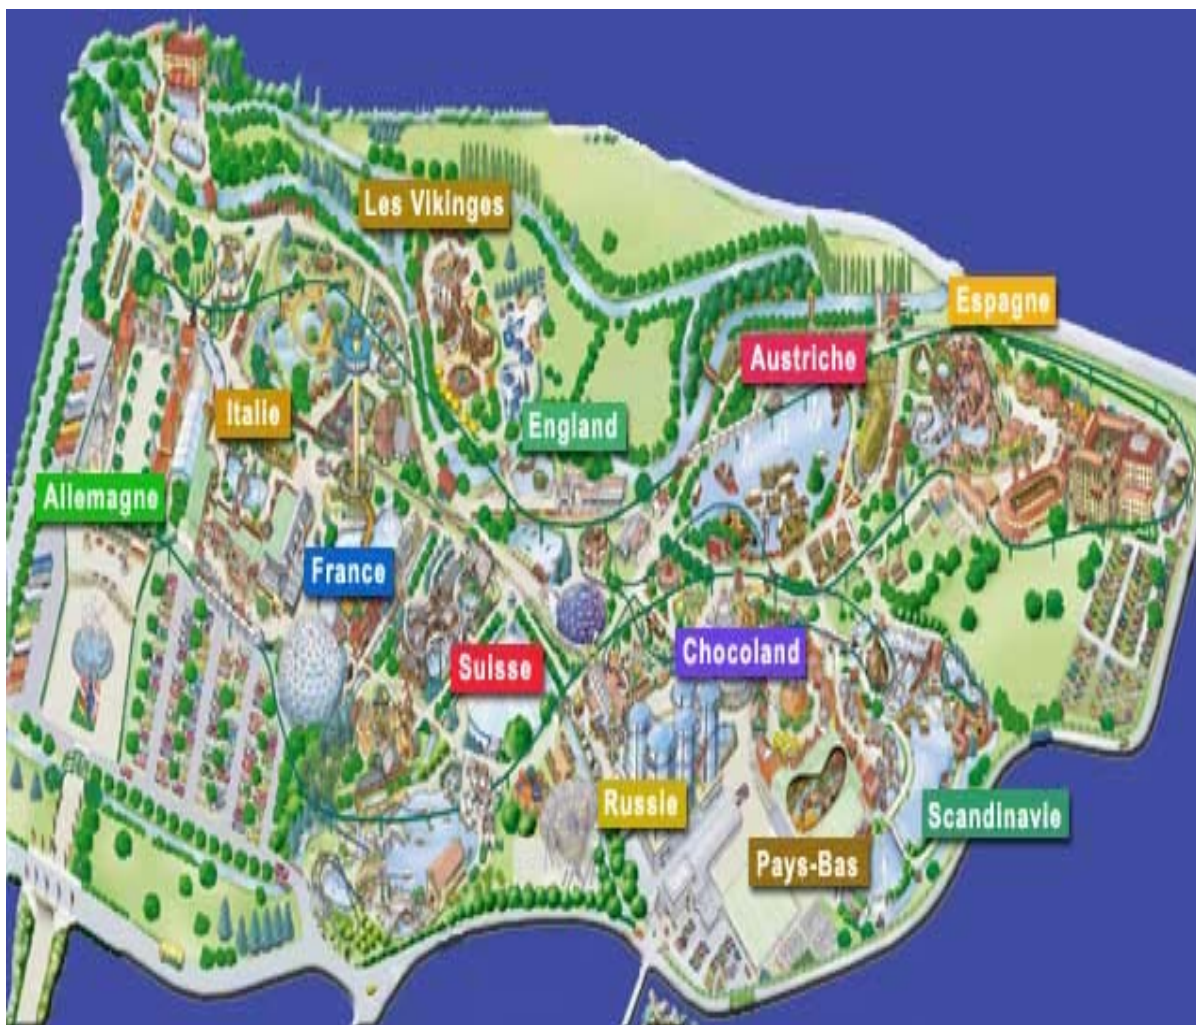 Les Vikinges
Espagne
Austriche
Italie
England
Allemagne
France
Chocoland
Suisse
Russie
Scandinavie
Pays-Bas